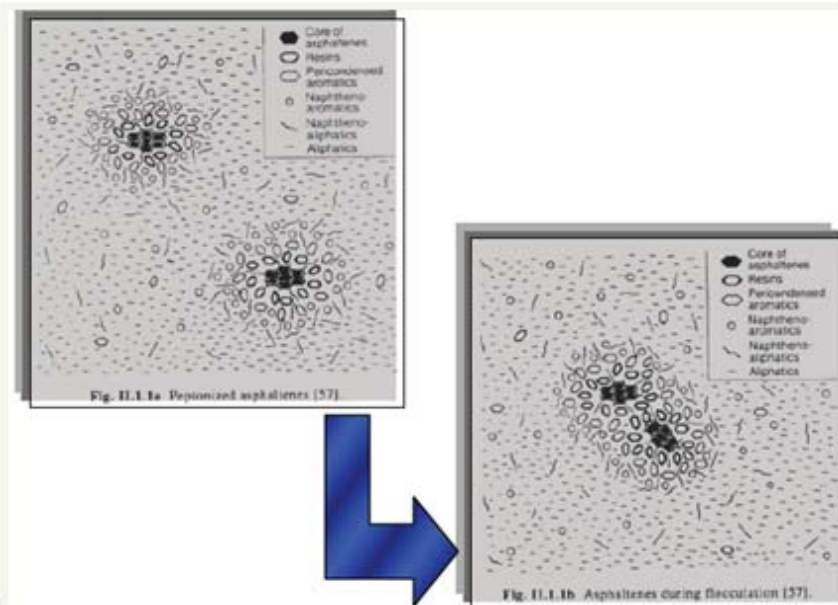 Core of
asphaltenes
Resins
Pericondensed
aromatics
Naphtheno-
aromatics
Naphtheno-
aliphatics
Aliphatics
Fig. II.1.1a Peptonized asphaltenes [57].
Core of
asphaltenes
Resins
Pericondensed
aromatics
Naphtheno-
aromatics
Naphtheno-
aliphatics
Aliphatics
Fig. II.1.1b Asphaltenes during flocculation [57].